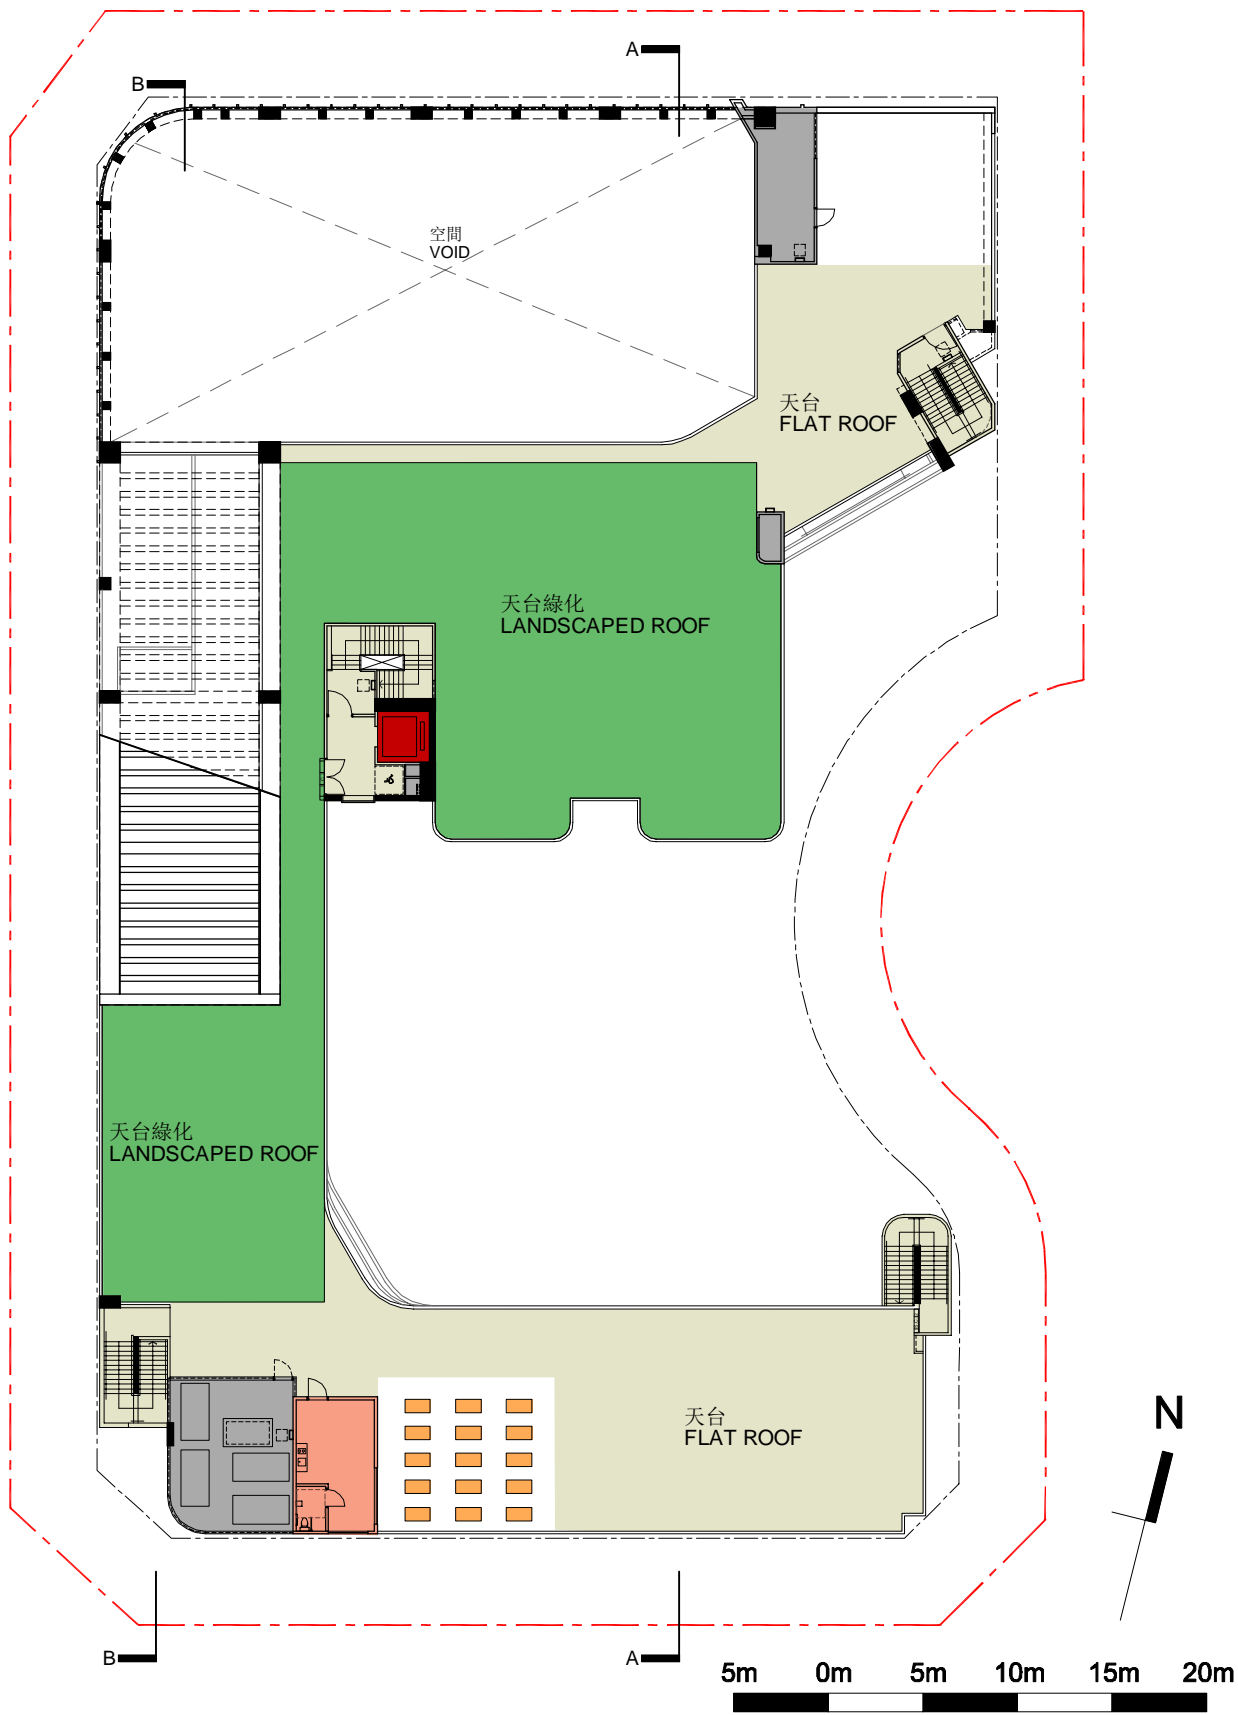 A
B
空間
VOID
天台
FLAT ROOF
天台綠化
LANDSCAPED ROOF
天台綠化
LANDSCAPED ROOF
天台
FLAT ROOF
N
B
A
5m 0m 5m 10m 15m 20m